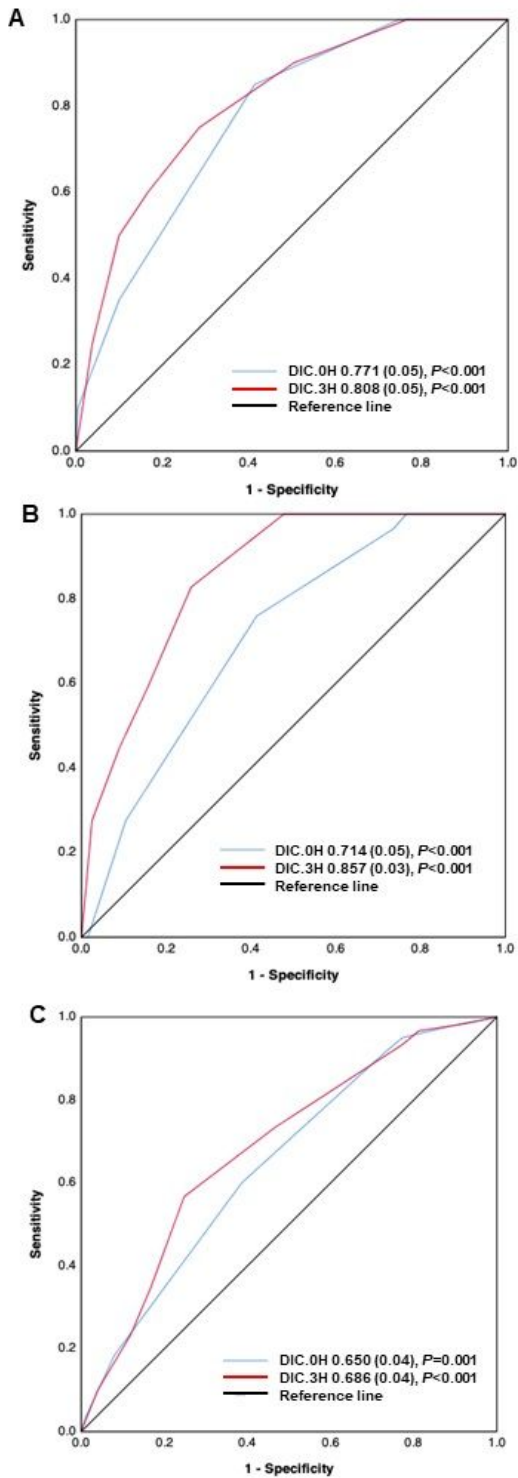 A
1.0
0.8
0.6
0.4
0.2
0.0
Sensitivity
DIC.0H 0.771 (0.05), P<0.001
DIC.3H 0.808 (0.05), P<0.001
Reference line
0.0 0.2 0.4 0.6 0.8 1.0
1 - Specificity
B
1.0
0.8
0.6
0.4
0.2
0.0
Sensitivity
DIC.0H 0.714 (0.05), P<0.001
DIC.3H 0.857 (0.03), P<0.001
Reference line
0.0 0.2 0.4 0.6 0.8 1.0
1 - Specificity
C
1.0
0.8
0.6
0.4
0.2
0.0
Sensitivity
DIC.0H 0.650 (0.04), P=0.001
DIC.3H 0.686 (0.04), P<0.001
Reference line
0.0 0.2 0.4 0.6 0.8 1.0
1 - Specificity